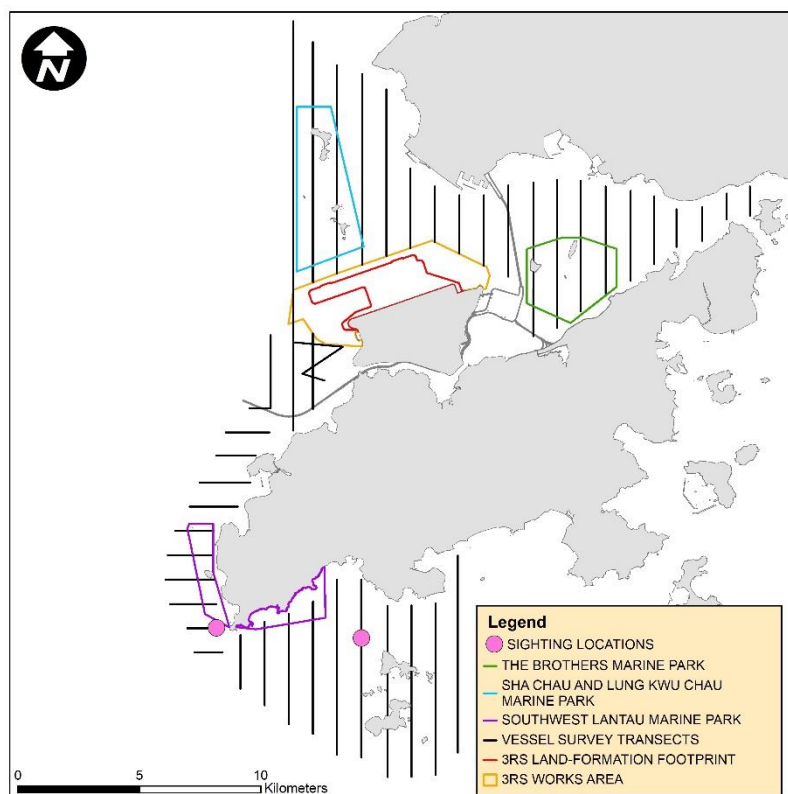 N
Legend
SIGHTING LOCATIONS
THE BROTHERS MARINE PARK
SHA CHAU AND LUNG KWU CHAU
MARINE PARK
SOUTHWEST LANTAU MARINE PARK
VESSEL SURVEY TRANSECTS
3RS LAND-FORMATION FOOTPRINT
3RS WORKS AREA
0 5 10
Kilometers